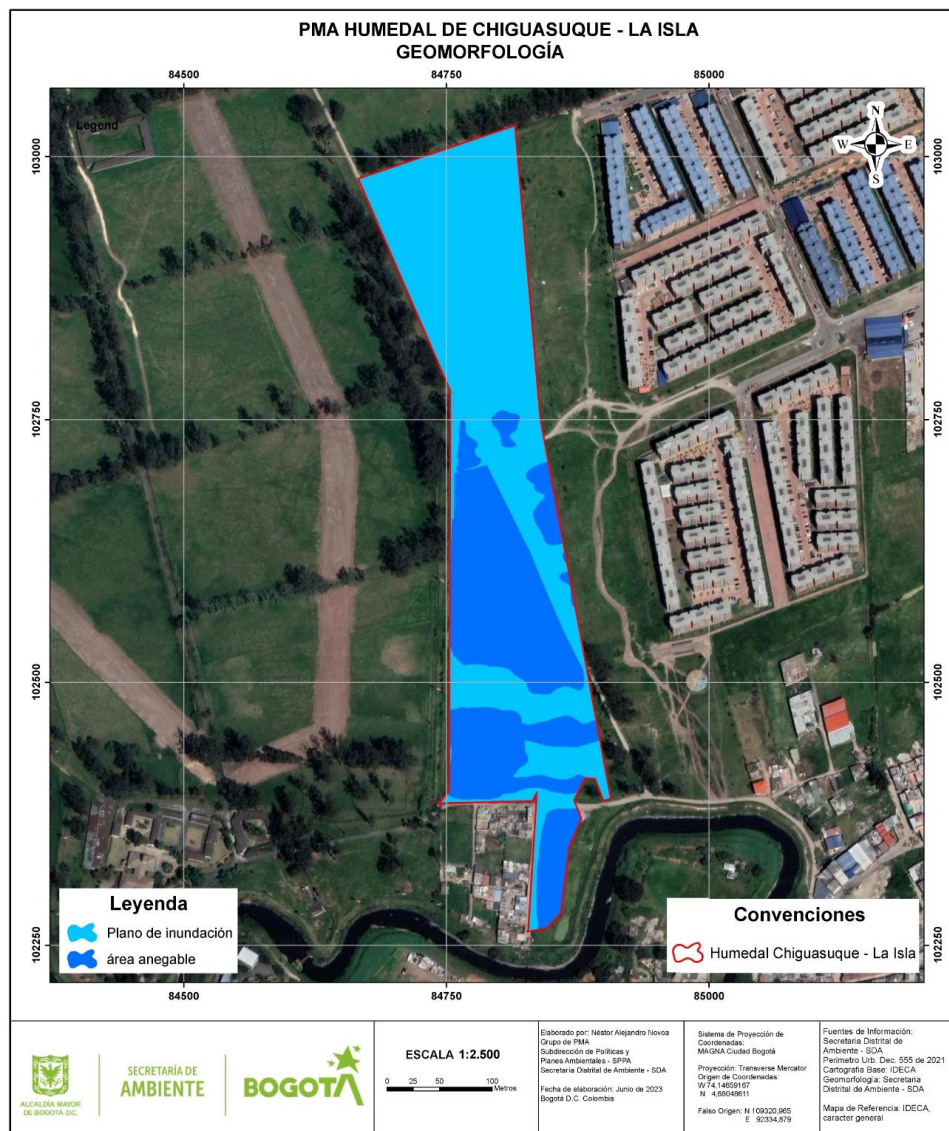 PMA HUMEDAL DE CHIGUASUQUE - LA ISLA
GEOMORFOLOGÍA
84500
84750
85000
Legend
N
W
E
S
103000
103000
102750
102750
102500
102500
102250
102250
Leyenda
Plano de inundación
área anegable
Convenciones
Humedal Chiguasuque - La Isla
84500
84750
85000
ALCALDÍA MAYOR
DE BOGOTÁ D.C.
SECRETARÍA DE
AMBIENTE
BOGOTÁ
ESCALA 1:2.500
0 25 50 100
Metros
Elaborado por: Néstor Alejandro Novoa
Grupo de PMA
Subdirección de Políticas y
Planes Ambientales - SPPA
Secretaria Distrital de Ambiente - SDA
Fecha de elaboración: Junio de 2023
Bogotá D.C. Colombia
Sistema de Proyección de
Coordenadas:
MAGNA Ciudad Bogotá
Proyección: Transverse Mercator
Origen de Coordenadas:
W 74,14659167
N 4,68048611
Falso Origen: N 109320,965
E 92334,879
Fuentes de Información:
Secretaria Distrital de
Ambiente - SDA
Perimetro Urb. Dec. 555 de 2021
Cartografia Base: IDECA
Geomorfología: Secretaria
Distrital de Ambiente - SDA
Mapa de Referencia: IDECA,
caracter general